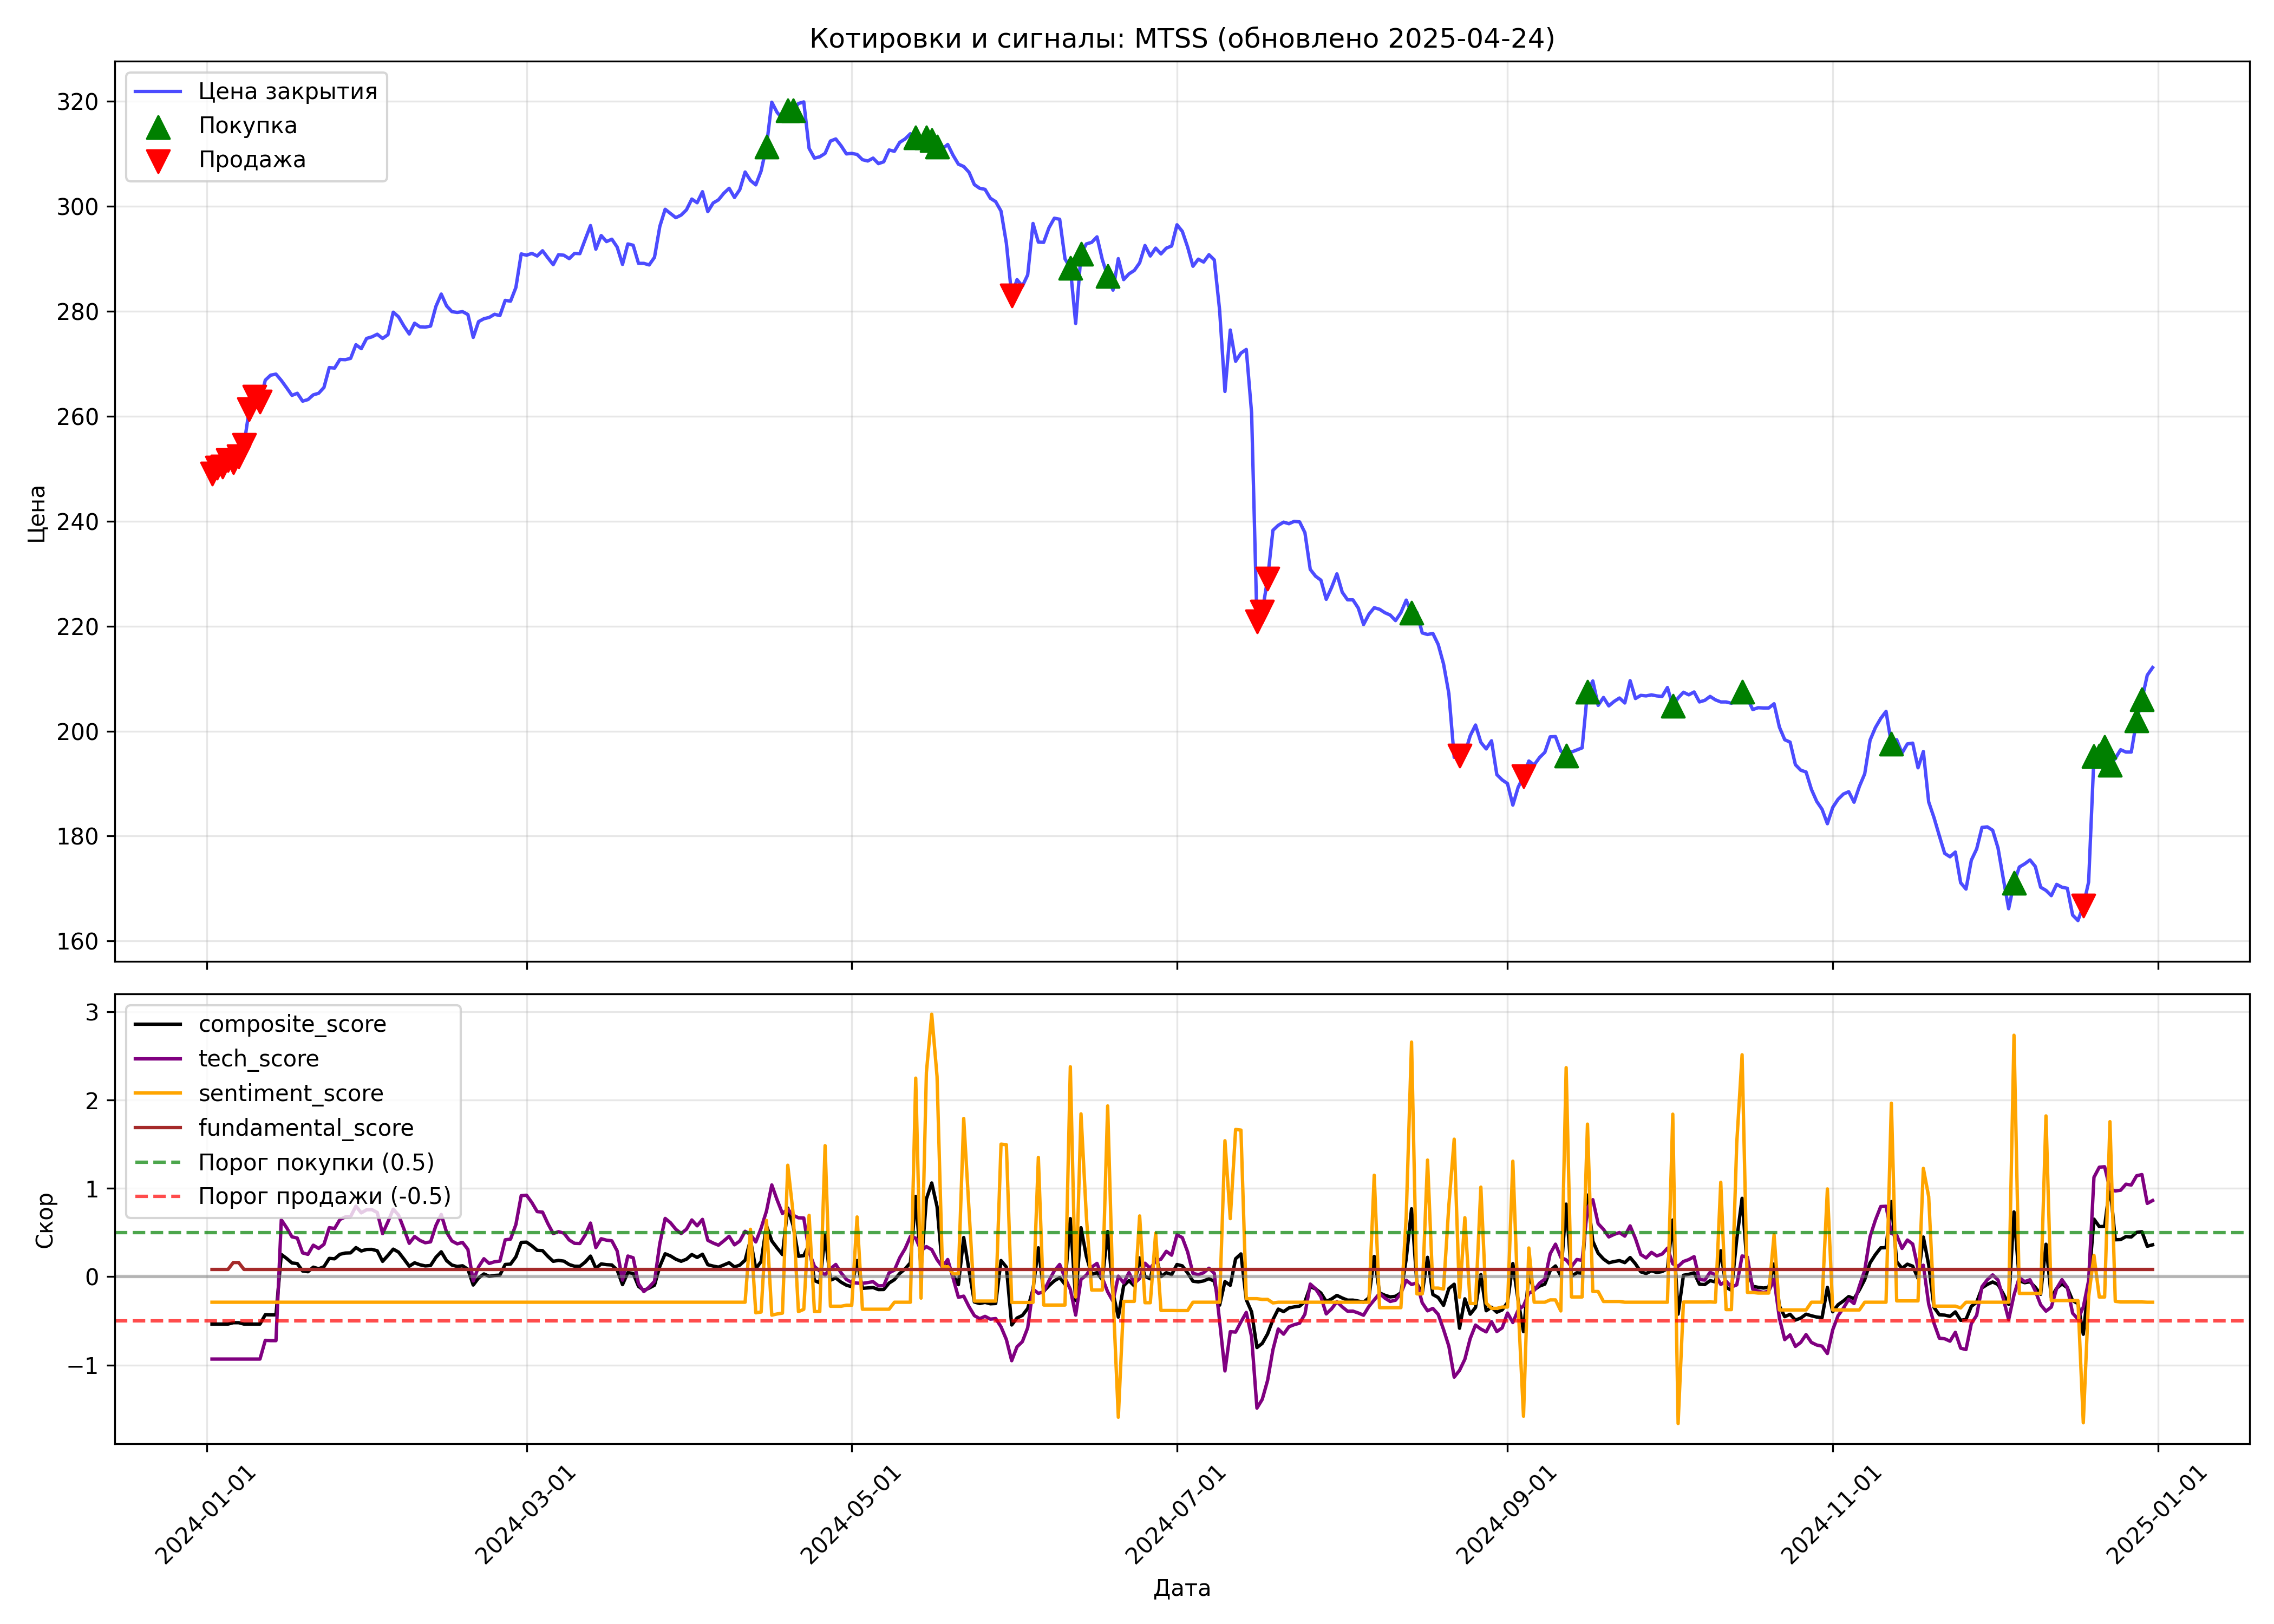 Котировки и сигналы: MTSS (обновлено 2025-04-24)
Цена закрытия
Покупка
Продажа
320
300
280
260
240
220
200
180
160
Цена
composite_score
tech_score
sentiment_score
fundamental_score
Порог покупки (0.5)
Порог продажи (-0.5)
3
2
1
0
−1
Скор
2024-01-01
2024-03-01
2024-05-01
2024-07-01
2024-09-01
2024-11-01
2025-01-01
Дата